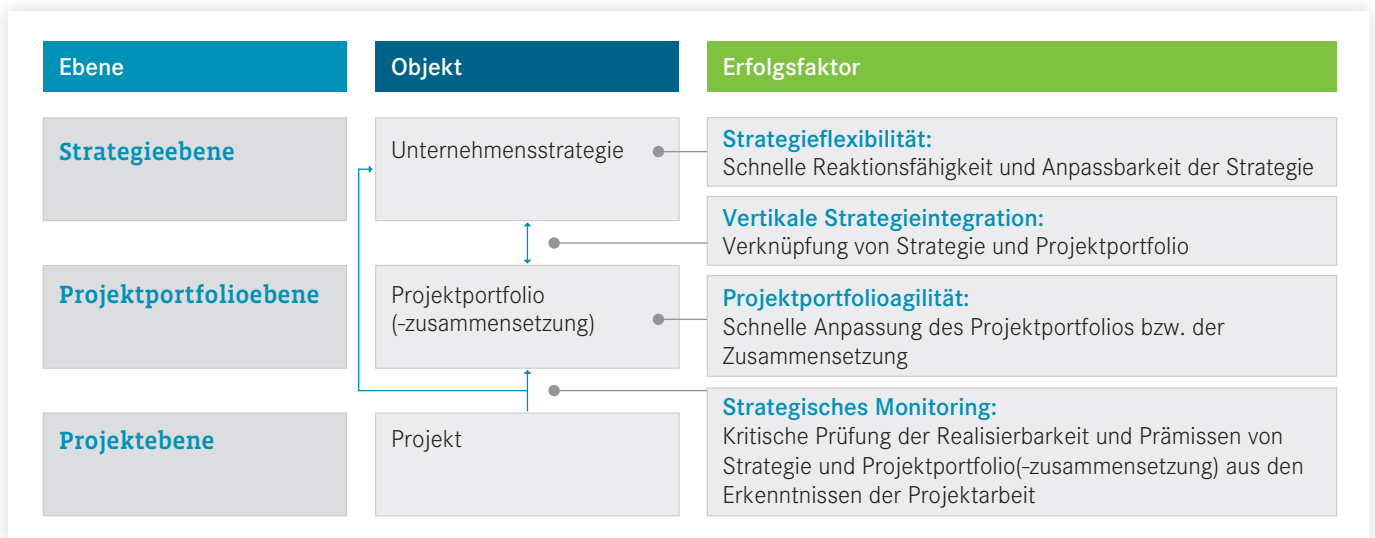 Ebene
Objekt
Erfolgsfaktor
Strategieebene
Unternehmensstrategie
Strategieflexibilität:
Schnelle Reaktionsfähigkeit und Anpassbarkeit der Strategie
Vertikale Strategieintegration:
Verknüpfung von Strategie und Projektportfolio
Projektportfolioebene
Projektportfolio
(-zusammensetzung)
Projektportfolioagilität:
Schnelle Anpassung des Projektportfolios bzw. der
Zusammensetzung
Projektebene
Projekt
Strategisches Monitoring:
Kritische Prüfung der Realisierbarkeit und Prämissen von
Strategie und Projektportfolio(-zusammensetzung) aus den
Erkenntnissen der Projektarbeit